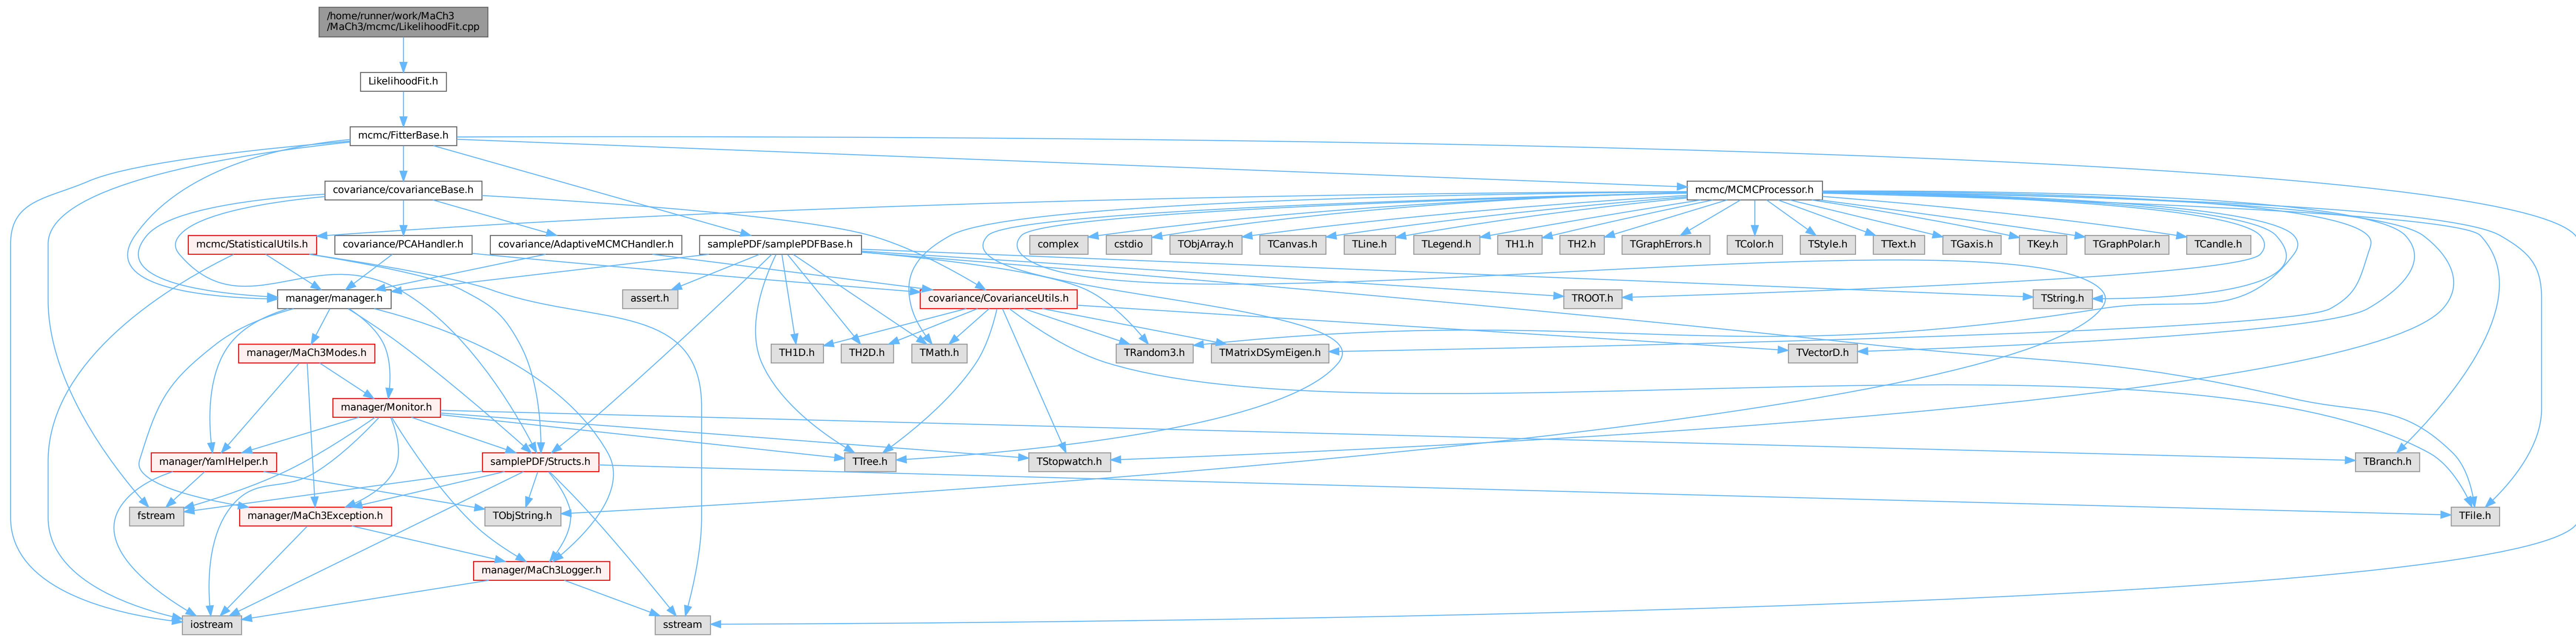 /home/runner/work/MaCh3
/MaCh3/mcmc/LikelihoodFit.cpp
LikelihoodFit.h
mcmc/FitterBase.h
covariance/covarianceBase.h
mcmc/MCMCProcessor.h
mcmc/StatisticalUtils.h
covariance/PCAHandler.h
covariance/AdaptiveMCMCHandler.h
samplePDF/samplePDFBase.h
complex
cstdio
TObjArray.h
TCanvas.h
TLine.h
TLegend.h
TH1.h
TH2.h
TGraphErrors.h
TColor.h
TStyle.h
TText.h
TGaxis.h
TKey.h
TGraphPolar.h
TCandle.h
manager/manager.h
assert.h
covariance/CovarianceUtils.h
TROOT.h
TString.h
manager/MaCh3Modes.h
TH1D.h
TH2D.h
TMath.h
TRandom3.h
TMatrixDSymEigen.h
TVectorD.h
manager/Monitor.h
manager/YamlHelper.h
samplePDF/Structs.h
TTree.h
TStopwatch.h
TBranch.h
fstream
manager/MaCh3Exception.h
TObjString.h
TFile.h
manager/MaCh3Logger.h
iostream
sstream